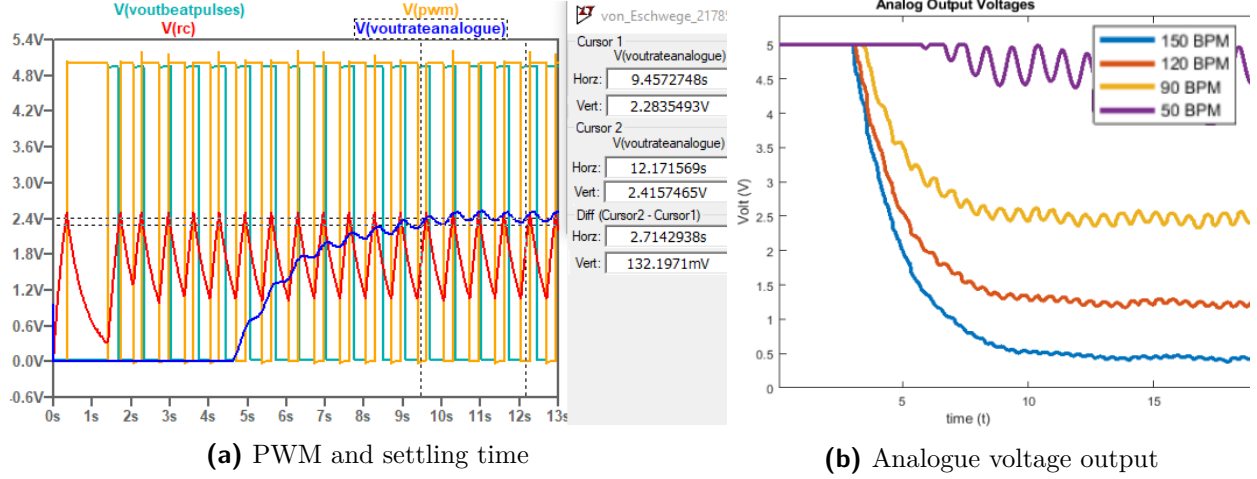 V(voutbeatpulses) V(pwm)
V(rc) V(voutrateanalogue)
5.4V
4.8V
4.2V
3.6V
3.0V
2.4V
1.8V
1.2V
0.6V
0.0V
-0.6V
0s 1s 2s 3s 4s 5s 6s 7s 8s 9s 10s 11s 12s 13s
von_Eschwege_2178
Cursor 1
V(voutrateanalogue)
Horz: 9.4572748s
Vert: 2.2835493V
Cursor 2
V(voutrateanalogue)
Horz: 12.171569s
Vert: 2.4157465V
Diff (Cursor2 - Cursor1)
Horz: 2.7142938s
Vert: 132.1971mV
(a) PWM and settling time
Analog Output Voltages
150 BPM
120 BPM
90 BPM
50 BPM
5
4.5
4
3.5
3
2.5
2
1.5
1
0.5
0
Volt (V)
5 10 15
time (t)
(b) Analogue voltage output